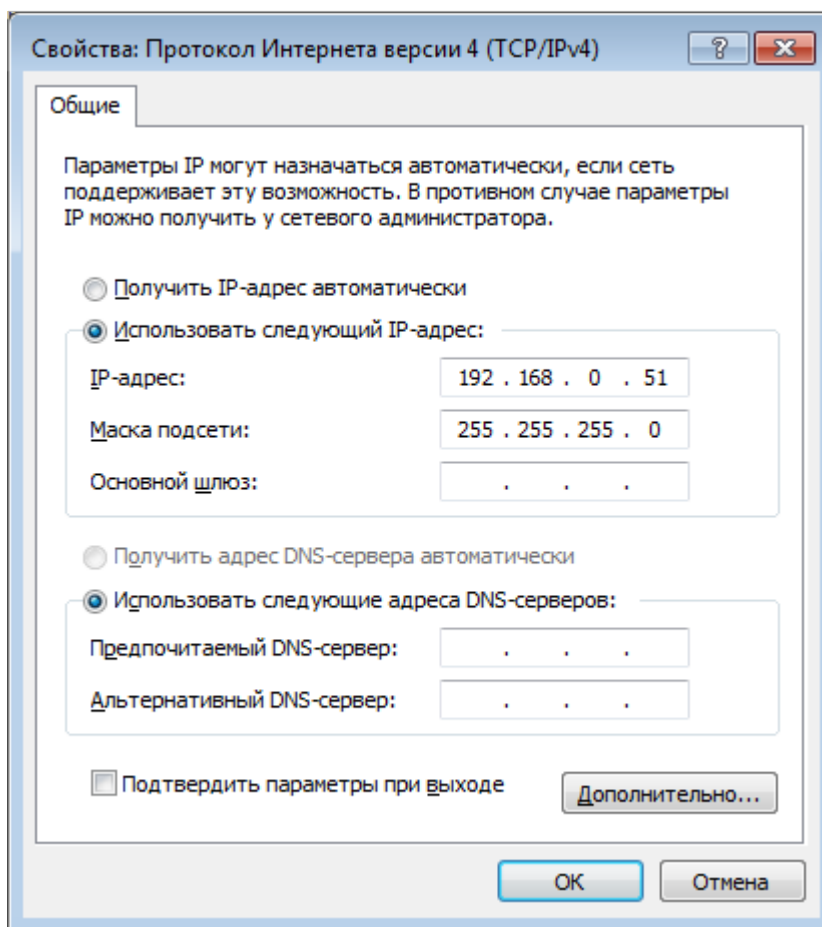 Свойства: Протокол Интернета версии 4 (TCP/IPv4)
Общие
Параметры IP могут назначаться автоматически, если сеть
поддерживает эту возможность. В противном случае параметры
IP можно получить у сетевого администратора.
Получить IP-адрес автоматически
Использовать следующий IP-адрес:
IP-адрес: 192 . 168 . 0 . 51
Маска подсети: 255 . 255 . 255 . 0
Основной шлюз: . . .
Получить адрес DNS-сервера автоматически
Использовать следующие адреса DNS-серверов:
Предпочитаемый DNS-сервер: . . .
Альтернативный DNS-сервер: . . .
Подтвердить параметры при выходе
Дополнительно...
ОК Отмена